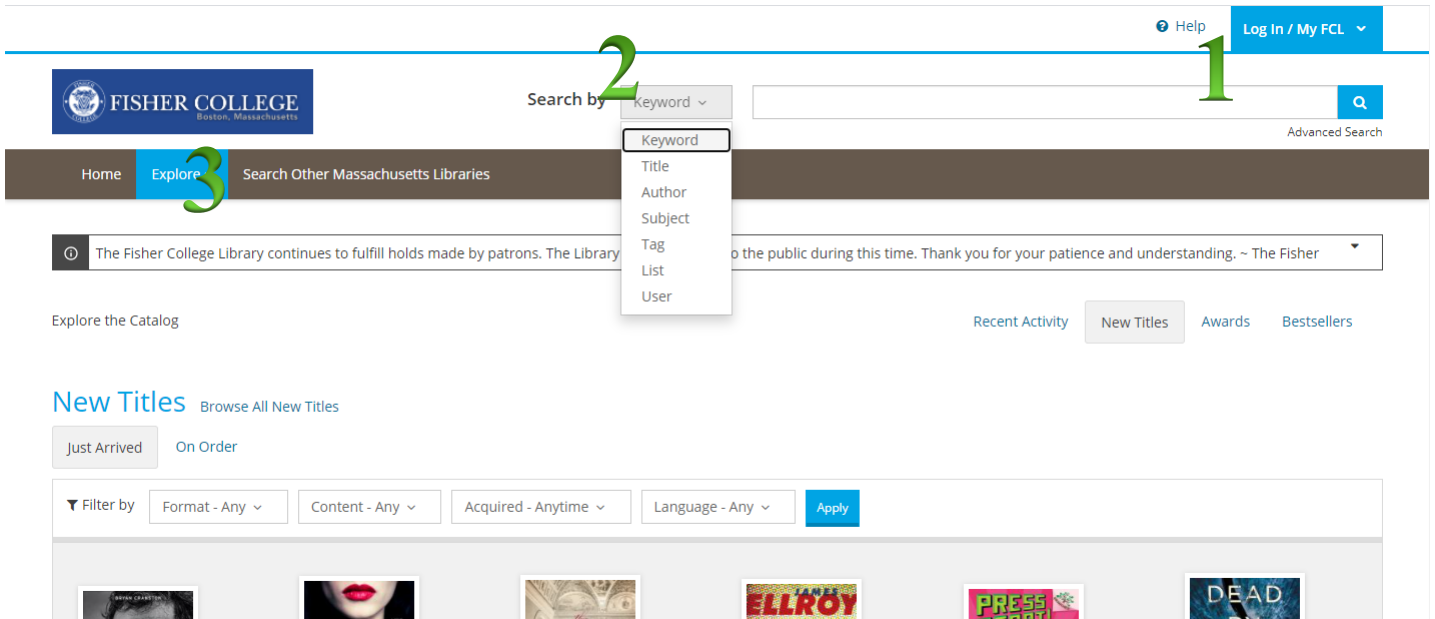 Help
Log In / My FCL
1
2
FISHER COLLEGE
Boston, Massachusetts
Search by
Keyword
Advanced Search
Keyword
Title
Author
Subject
Tag
List
User
Home
Explore
3
Search Other Massachusetts Libraries
The Fisher College Library continues to fulfill holds made by patrons. The Library o the public during this time. Thank you for your patience and understanding. ~ The Fisher
Explore the Catalog
Recent Activity
New Titles
Awards
Bestsellers
New Titles
Browse All New Titles
Just Arrived
On Order
Filter by
Format - Any
Content - Any
Acquired - Anytime
Language - Any
Apply
BRYAN CRANSTON
JAMES
ELLROY
PRESS
DEAD